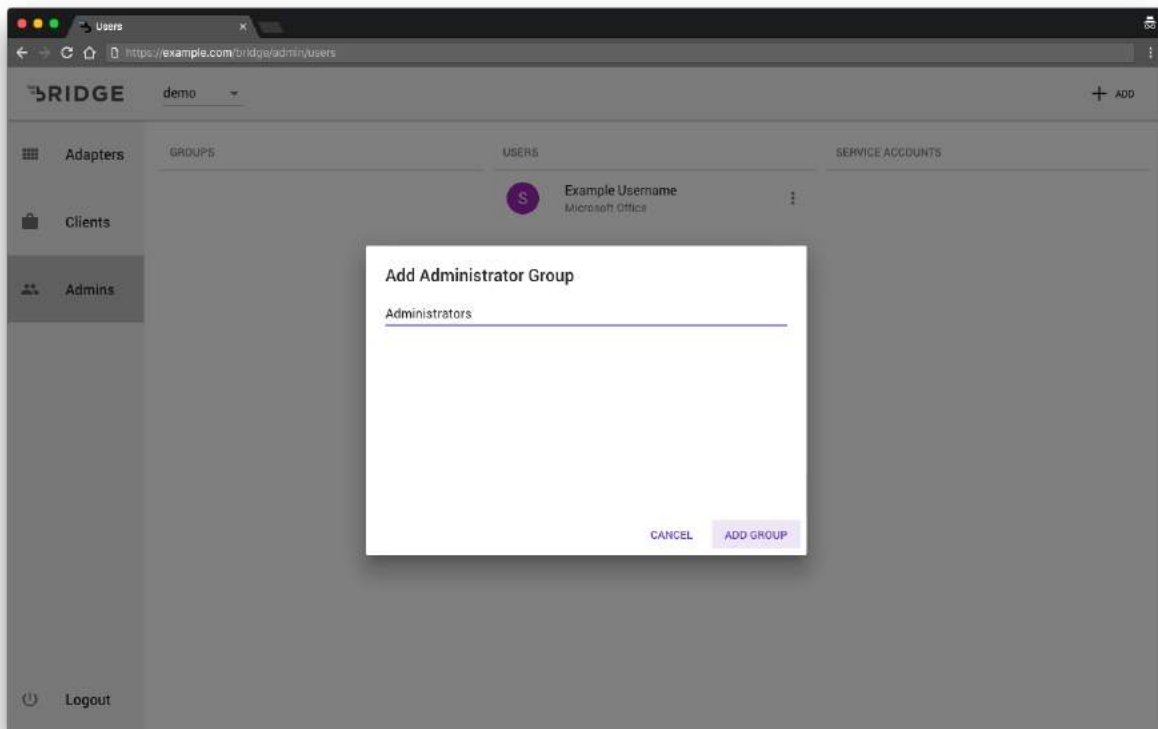 Users
https://example.com/bridge/admin/users
BRIDGE
demo
ADD
Adapters
Clients
Admins
Logout
GROUPS
USERS
SERVICE ACCOUNTS
S
Example Username
Microsoft Office
Add Administrator Group
Administrators
CANCEL
ADD GROUP